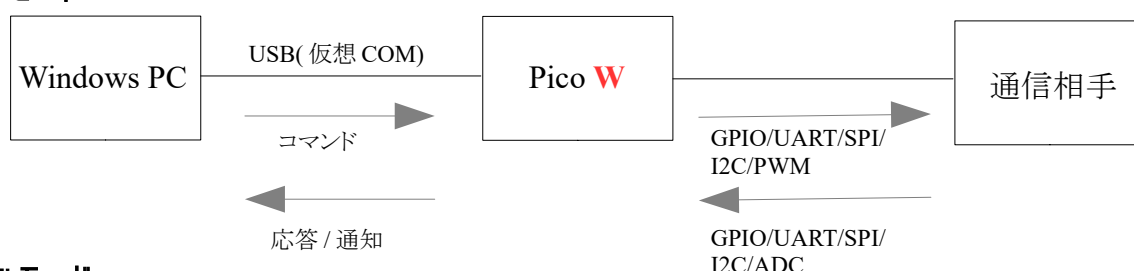 USB( 仮想 COM)
Windows PC
Pico W
通信相手
コマンド
GPIO/UART/SPI/
I2C/PWM
応答 / 通知
GPIO/UART/SPI/
I2C/ADC